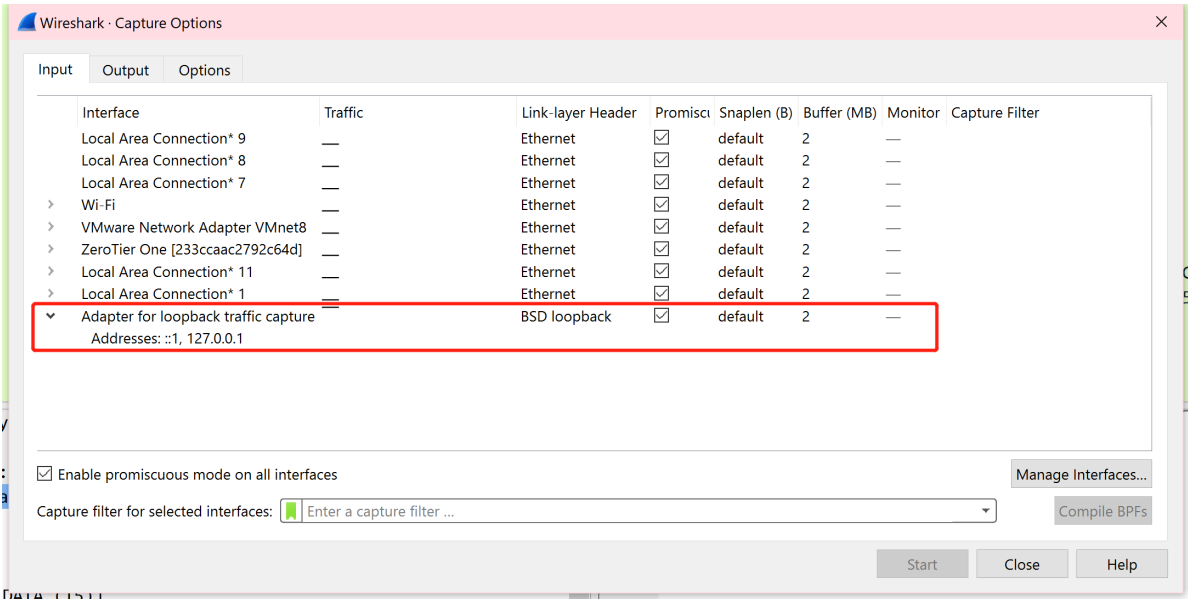 Wireshark · Capture Options
Input Output Options
Interface Traffic Link-layer Header Promiscu Snaplen (B) Buffer (MB) Monitor Capture Filter
Local Area Connection* 9 Ethernet default 2 —
Local Area Connection* 8 Ethernet default 2 —
Local Area Connection* 7 Ethernet default 2 —
Wi-Fi Ethernet default 2 —
VMware Network Adapter VMnet8 Ethernet default 2 —
ZeroTier One [233ccaac2792c64d] Ethernet default 2 —
Local Area Connection* 11 Ethernet default 2 —
Local Area Connection* 1 Ethernet default 2 —
Adapter for loopback traffic capture BSD loopback default 2 —
Addresses: ::1, 127.0.0.1
Enable promiscuous mode on all interfaces Manage Interfaces...
Capture filter for selected interfaces: Enter a capture filter ... Compile BPFs
Start Close Help